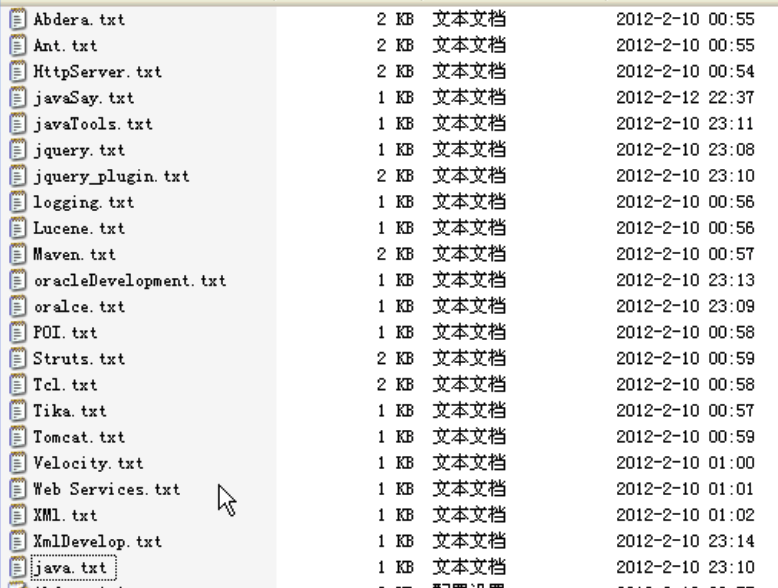 Abdera.txt 2 KB 文本文档 2012-2-10 00:55
Ant.txt 2 KB 文本文档 2012-2-10 00:55
HttpServer.txt 2 KB 文本文档 2012-2-10 00:54
javaSay.txt 1 KB 文本文档 2012-2-12 22:37
javaTools.txt 1 KB 文本文档 2012-2-10 23:11
jquery.txt 1 KB 文本文档 2012-2-10 23:08
jquery_plugin.txt 2 KB 文本文档 2012-2-10 23:10
logging.txt 1 KB 文本文档 2012-2-10 00:56
Lucene.txt 1 KB 文本文档 2012-2-10 00:56
Maven.txt 2 KB 文本文档 2012-2-10 00:57
oracleDevelopment.txt 1 KB 文本文档 2012-2-10 23:13
oralce.txt 1 KB 文本文档 2012-2-10 23:09
POI.txt 1 KB 文本文档 2012-2-10 00:58
Struts.txt 2 KB 文本文档 2012-2-10 00:59
Tcl.txt 2 KB 文本文档 2012-2-10 00:58
Tika.txt 1 KB 文本文档 2012-2-10 00:57
Tomcat.txt 1 KB 文本文档 2012-2-10 00:59
Velocity.txt 1 KB 文本文档 2012-2-10 01:00
Web Services.txt 1 KB 文本文档 2012-2-10 01:01
XMl.txt 1 KB 文本文档 2012-2-10 01:02
XmlDevelop.txt 1 KB 文本文档 2012-2-10 23:14
java.txt 1 KB 文本文档 2012-2-10 23:10